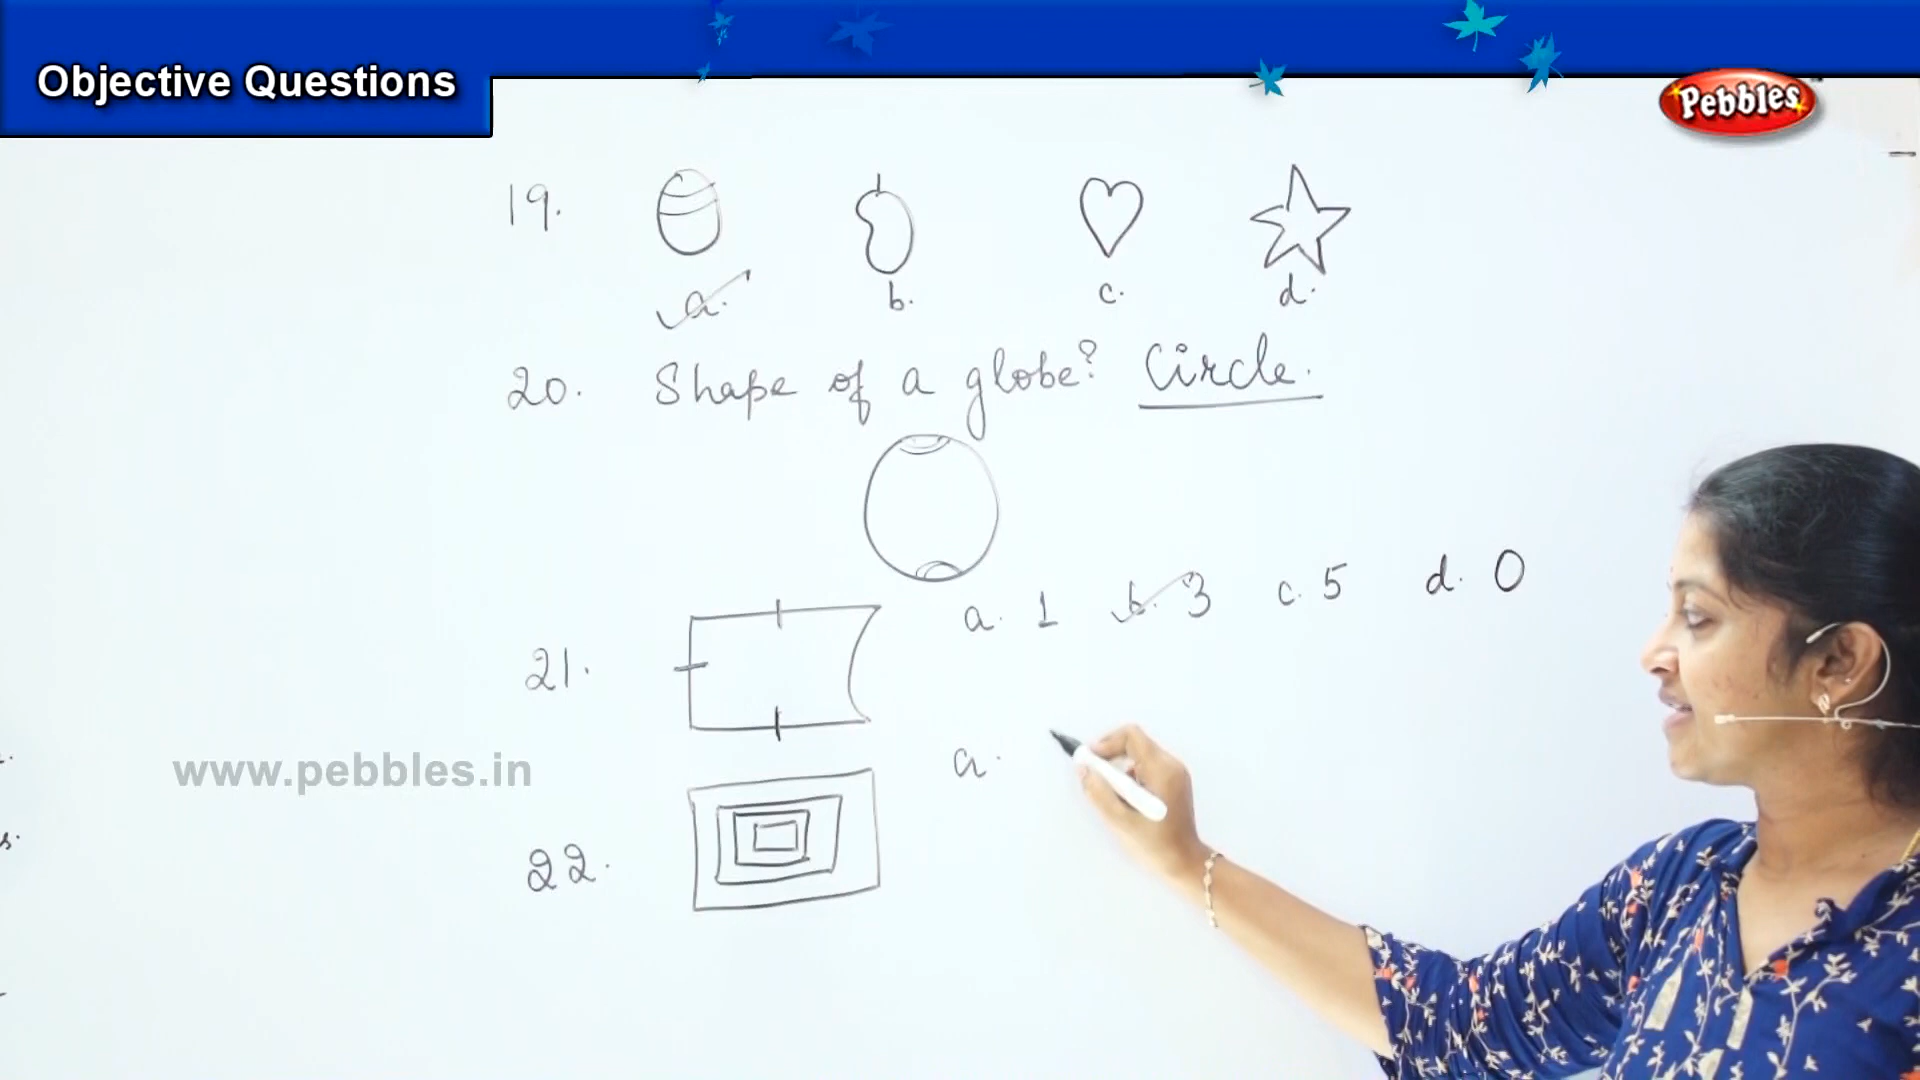 Objective Questions
Pebbles
19.
a. b. c. d.
20. Shape of a globe? Circle.
21. a. 1 b. 3 c. 5 d. 0
www.pebbles.in
22. a.
s.